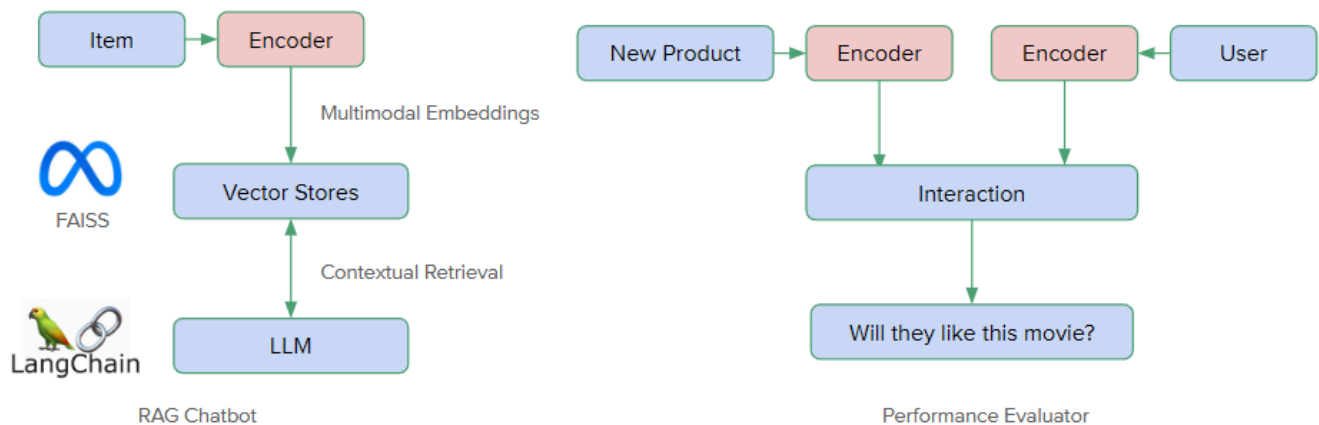 Item
Encoder
Multimodal Embeddings
Vector Stores
FAISS
Contextual Retrieval
LangChain
LLM
RAG Chatbot
New Product
Encoder
Encoder
User
Interaction
Will they like this movie?
Performance Evaluator